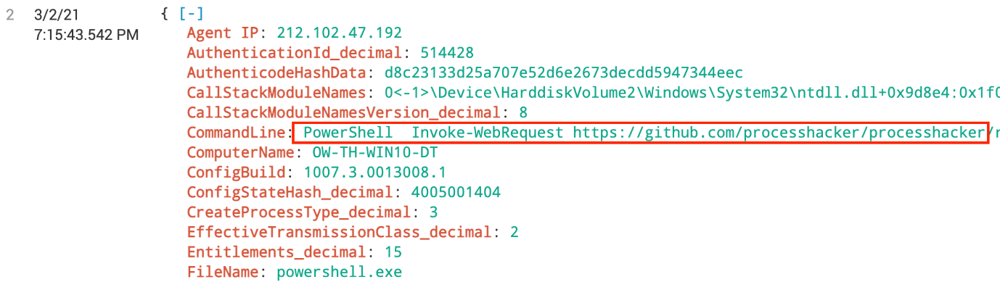 2 3/2/21 { [-]
7:15:43.542 PM Agent IP: 212.102.47.192
AuthenticationId_decimal: 514428
AuthenticodeHashData: d8c23133d25a707e52d6e2673decdd5947344eec
CallStackModuleNames: 0<-1>\Device\HarddiskVolume2\Windows\System32\ntdll.dll+0x9d8e4:0x1f0
CallStackModuleNamesVersion_decimal: 8
CommandLine: PowerShell Invoke-WebRequest https://github.com/processhacker/processhacker/r
ComputerName: OW-TH-WIN10-DT
ConfigBuild: 1007.3.0013008.1
ConfigStateHash_decimal: 4005001404
CreateProcessType_decimal: 3
EffectiveTransmissionClass_decimal: 2
Entitlements_decimal: 15
FileName: powershell.exe